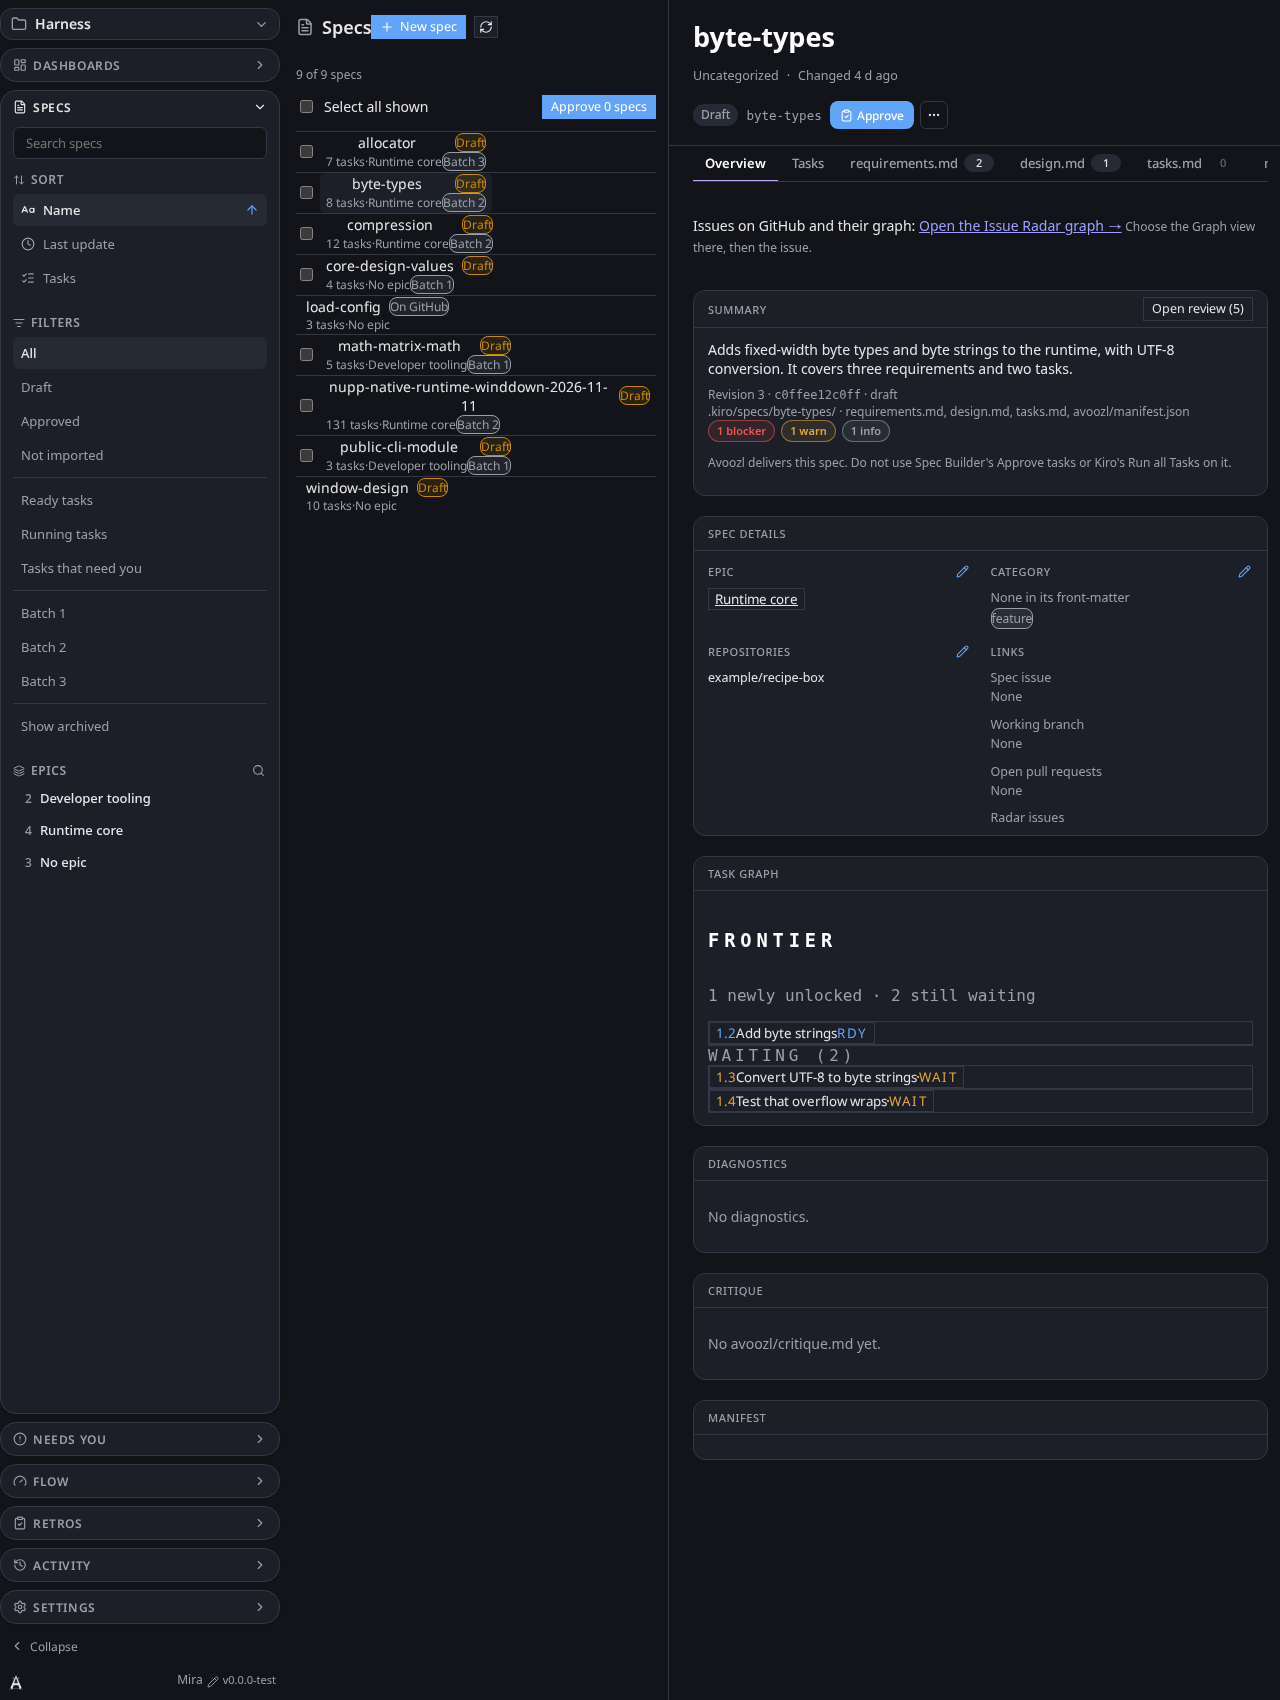 Harness
DASHBOARDS
SPECS
Search specs
SORT
Aa Name
Last update
Tasks
FILTERS
All
Draft
Approved
Not imported
Ready tasks
Running tasks
Tasks that need you
Batch 1
Batch 2
Batch 3
Show archived
EPICS
2 Developer tooling
4 Runtime core
3 No epic
NEEDS YOU
FLOW
RETROS
ACTIVITY
SETTINGS
Collapse
A
Mira v0.0.0-test
Specs
New spec
9 of 9 specs
Select all shown
Approve 0 specs
allocator Draft
7 tasks·Runtime core Batch 3
byte-types Draft
8 tasks·Runtime core Batch 2
compression Draft
12 tasks·Runtime core Batch 2
core-design-values Draft
4 tasks·No epic Batch 1
load-config On GitHub
3 tasks·No epic
math-matrix-math Draft
5 tasks·Developer tooling Batch 1
nupp-native-runtime-winddown-2026-11-
11 Draft
131 tasks·Runtime core Batch 2
public-cli-module Draft
3 tasks·Developer tooling Batch 1
window-design Draft
10 tasks·No epic
byte-types
Uncategorized · Changed 4 d ago
Draft byte-types Approve ···
Overview Tasks requirements.md 2 design.md 1 tasks.md 0
Issues on GitHub and their graph: Open the Issue Radar graph → Choose the Graph view
there, then the issue.
SUMMARY
Open review (5)
Adds fixed-width byte types and byte strings to the runtime, with UTF-8
conversion. It covers three requirements and two tasks.
Revision 3 · c0ffee12c0ff · draft
.kiro/specs/byte-types/ · requirements.md, design.md, tasks.md, avoozl/manifest.json
1 blocker 1 warn 1 info
Avoozl delivers this spec. Do not use Spec Builder's Approve tasks or Kiro's Run all Tasks on it.
SPEC DETAILS
EPIC
Runtime core
CATEGORY
None in its front-matter
feature
REPOSITORIES
example/recipe-box
LINKS
Spec issue
None
Working branch
None
Open pull requests
None
Radar issues
TASK GRAPH
FRONTIER
1 newly unlocked · 2 still waiting
1.2 Add byte strings RDY
WAITING (2)
1.3 Convert UTF-8 to byte strings · WAIT
1.4 Test that overflow wraps · WAIT
DIAGNOSTICS
No diagnostics.
CRITIQUE
No avoozl/critique.md yet.
MANIFEST